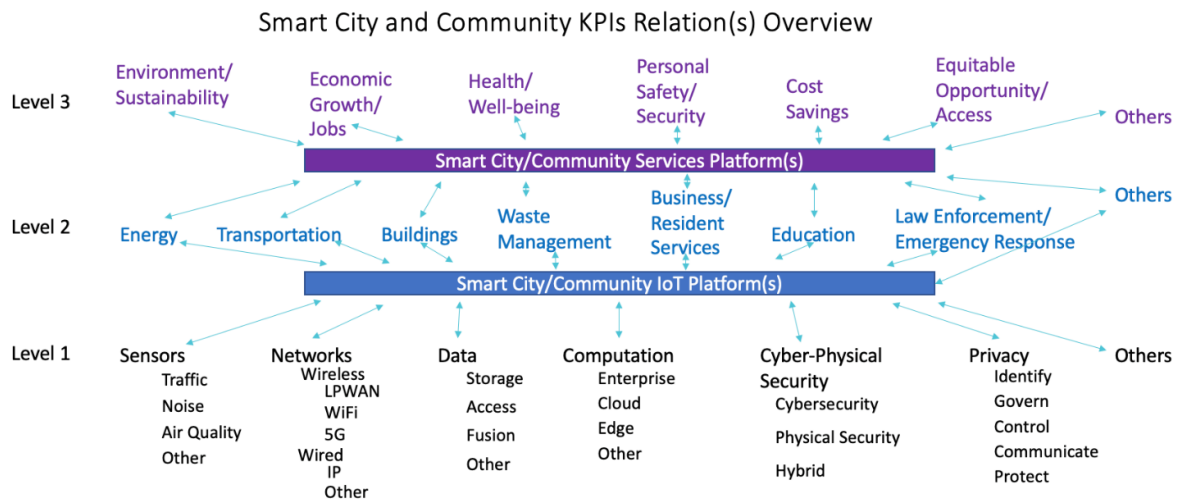 Smart City and Community KPIs Relation(s) Overview
Level 3
Environment/
Sustainability
Economic
Growth/
Jobs
Health/
Well-being
Personal
Safety/
Security
Cost
Savings
Equitable
Opportunity/
Access
Others
Smart City/Community Services Platform(s)
Level 2
Energy
Transportation
Buildings
Waste
Management
Business/
Resident
Services
Education
Law Enforcement/
Emergency Response
Others
Smart City/Community IoT Platform(s)
Level 1
Sensors
Traffic
Noise
Air Quality
Other
Networks
Wireless
LPWAN
WiFi
5G
Wired
IP
Other
Data
Storage
Access
Fusion
Other
Computation
Enterprise
Cloud
Edge
Other
Cyber-Physical
Security
Cybersecurity
Physical Security
Hybrid
Privacy
Identify
Govern
Control
Communicate
Protect
Others